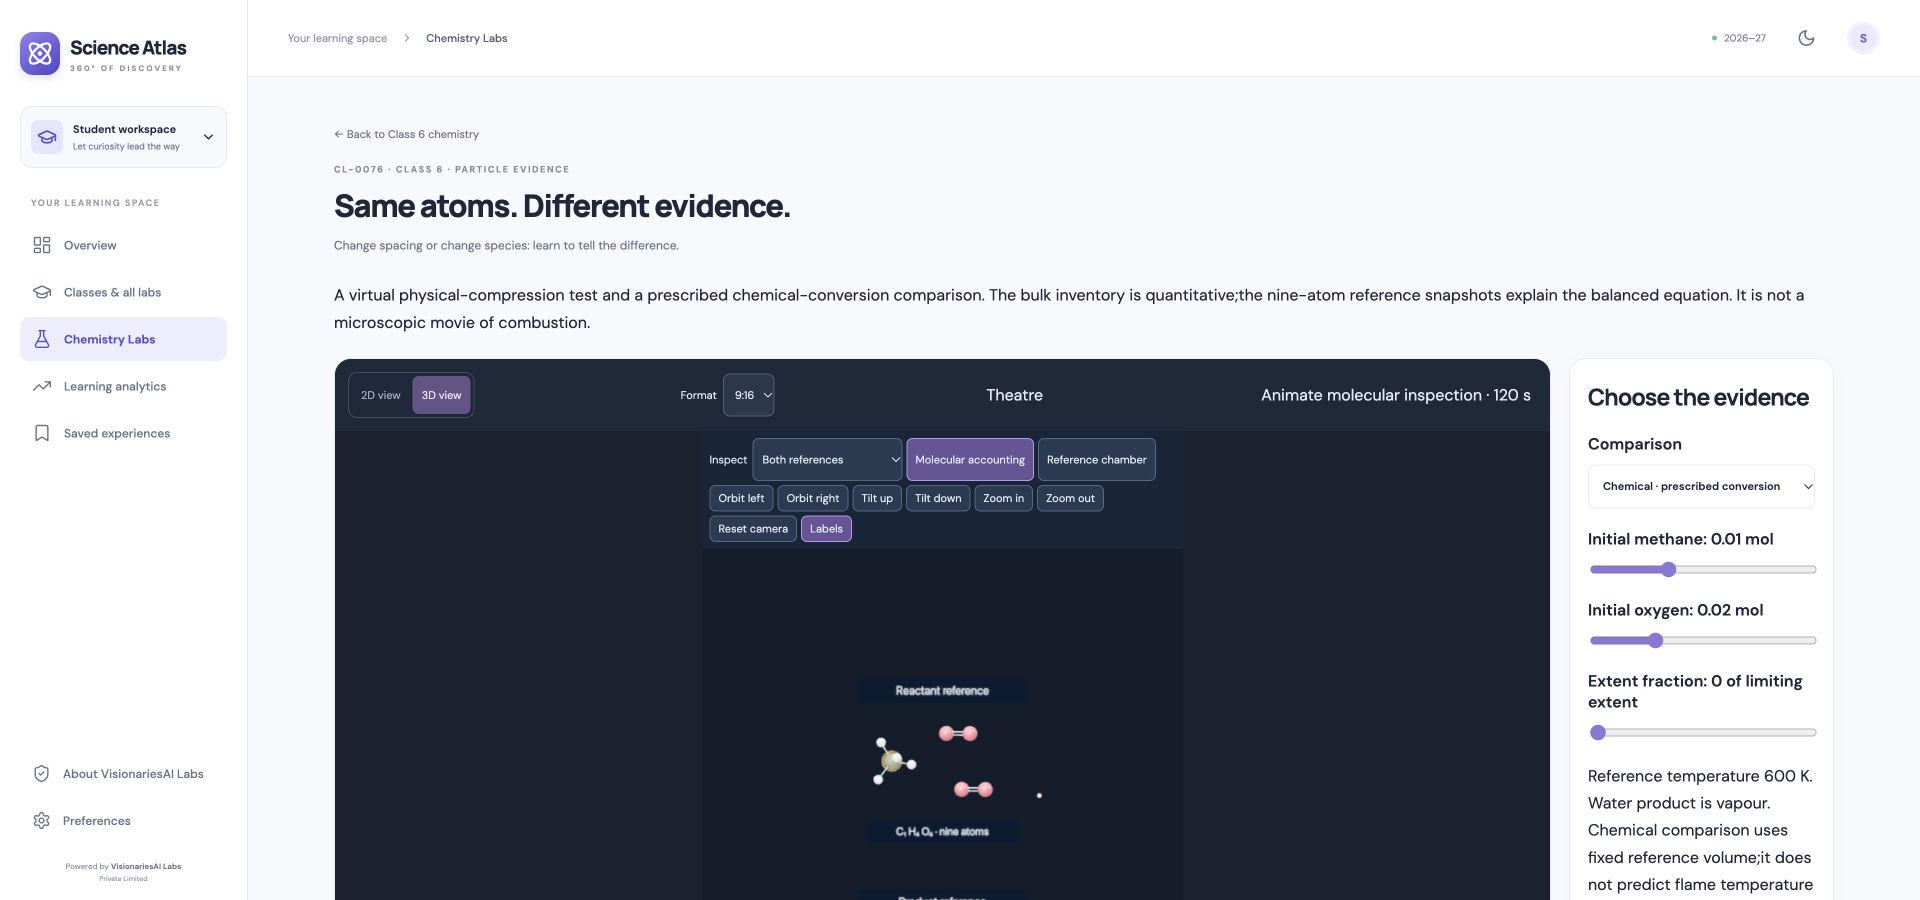 Science Atlas
360° OF DISCOVERY
Student workspace
Let curiosity lead the way
YOUR LEARNING SPACE
Overview
Classes & all labs
Chemistry Labs
Learning analytics
Saved experiences
About VisionariesAI Labs
Preferences
Powered by VisionariesAI Labs
Private Limited
Your learning space
Chemistry Labs
2026–27
S
← Back to Class 6 chemistry
CL-0076 · CLASS 6 · PARTICLE EVIDENCE
Same atoms. Different evidence.
Change spacing or change species: learn to tell the difference.
A virtual physical-compression test and a prescribed chemical-conversion comparison. The bulk inventory is quantitative;the nine-atom reference snapshots explain the balanced equation. It is not a
microscopic movie of combustion.
2D view
3D view
Format
9:16
Theatre
Animate molecular inspection · 120 s
Inspect
Both references
Molecular accounting
Reference chamber
Orbit left
Orbit right
Tilt up
Tilt down
Zoom in
Zoom out
Reset camera
Labels
Reactant reference
C₁ H₄ O₄ · nine atoms
Product reference
Choose the evidence
Comparison
Chemical · prescribed conversion
Initial methane: 0.01 mol
Initial oxygen: 0.02 mol
Extent fraction: 0 of limiting
extent
Reference temperature 600 K.
Water product is vapour.
Chemical comparison uses
fixed reference volume;it does
not predict flame temperature